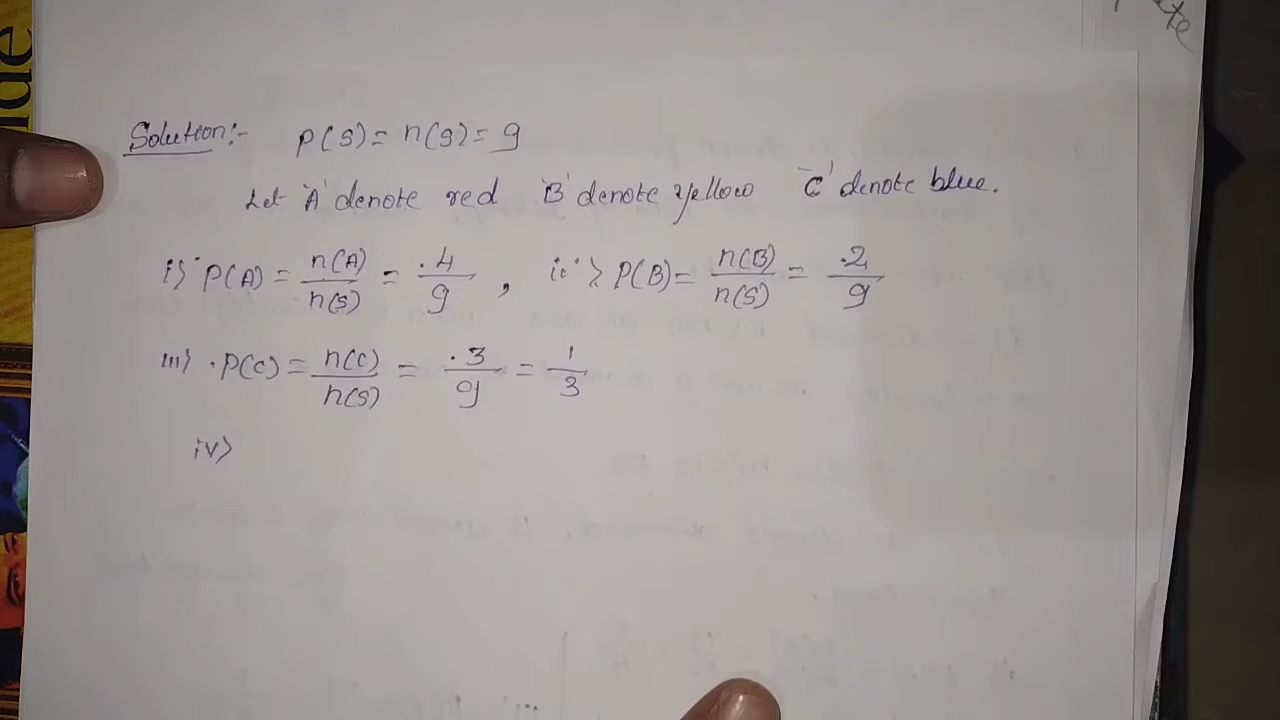 Solution:- P(S) = n(S) = 9
Let 'A' denote red 'B' denote yellow 'C' denote blue.
i) P(A) = n(A)/n(S) = 4/9 , ii) P(B) = n(B)/n(S) = 2/9
iii) P(C) = n(C)/n(S) = 3/9 = 1/3
iv)